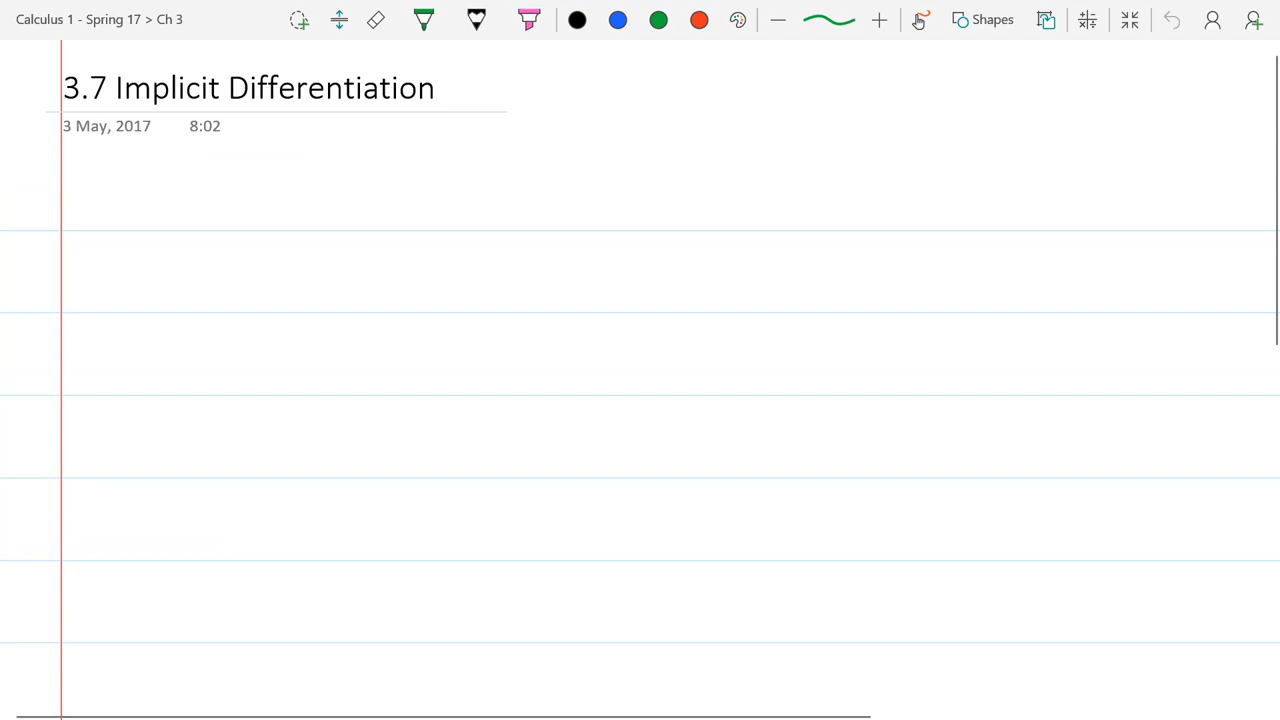 Calculus 1 - Spring 17 > Ch 3
Shapes
3.7 Implicit Differentiation
3 May, 2017 8:02